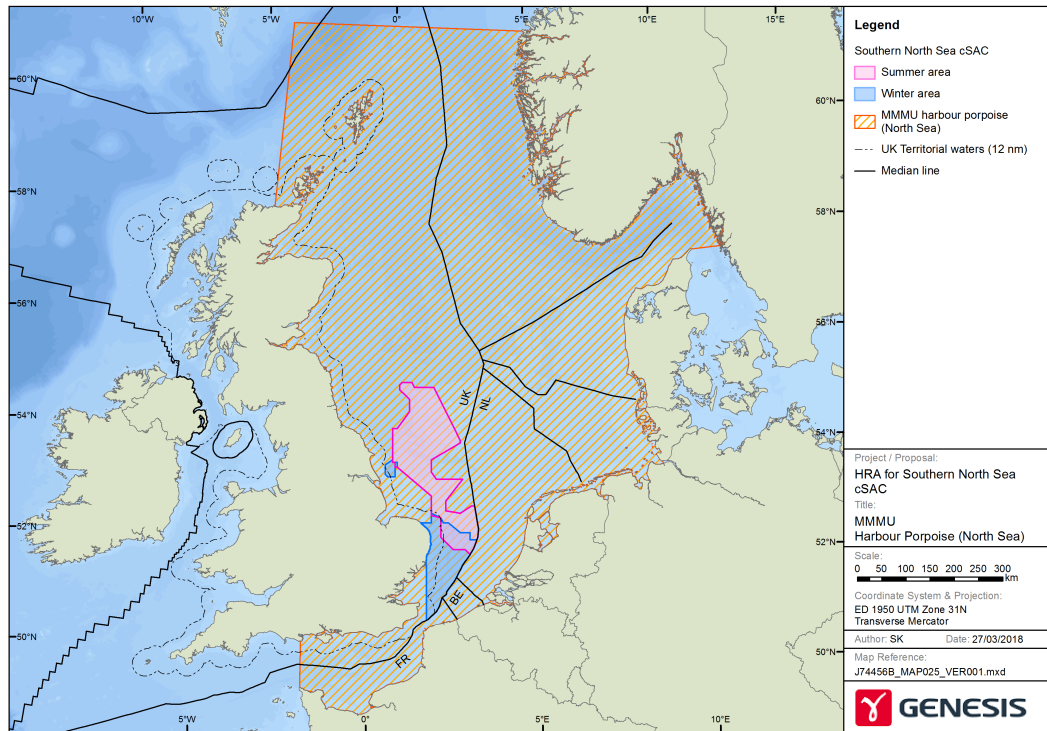 10°W 5°W 0° 5°E 10°E 15°E
60°N
60°N
58°N
58°N
56°N
56°N
54°N
54°N
52°N
52°N
50°N
50°N
5°W 0° 5°E 10°E
UK
NL
BE
FR
Legend
Southern North Sea cSAC
Summer area
Winter area
MMMU harbour porpoise
(North Sea)
UK Territorial waters (12 nm)
Median line
Project / Proposal:
HRA for Southern North Sea
cSAC
Title:
MMMU
Harbour Porpoise (North Sea)
Scale:
0 50 100 150 200 250 300
km
Coordinate System & Projection:
ED 1950 UTM Zone 31N
Transverse Mercator
Author: SK Date: 27/03/2018
Map Reference:
J74456B_MAP025_VER001.mxd
GENESIS